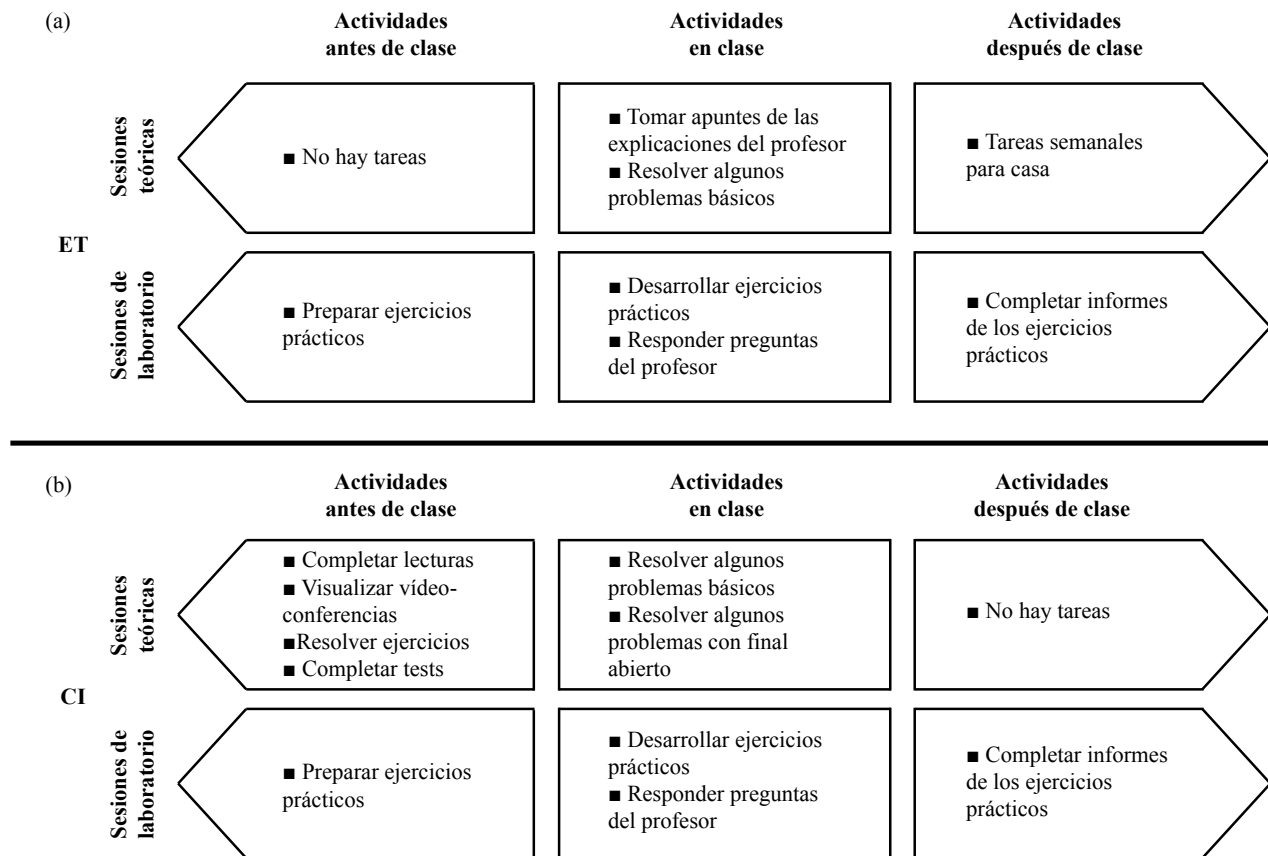 (a)
Actividades
antes de clase
Actividades
en clase
Actividades
después de clase
ET
Sesiones
teóricas
■ No hay tareas
■ Tomar apuntes de las
explicaciones del profesor
■ Resolver algunos
problemas básicos
■ Tareas semanales
para casa
Sesiones de
laboratorio
■ Preparar ejercicios
prácticos
■ Desarrollar ejercicios
prácticos
■ Responder preguntas
del profesor
■ Completar informes
de los ejercicios
prácticos
(b)
Actividades
antes de clase
Actividades
en clase
Actividades
después de clase
CI
Sesiones
teóricas
■ Completar lecturas
■ Visualizar vídeo-
conferencias
■Resolver ejercicios
■ Completar tests
■ Resolver algunos
problemas básicos
■ Resolver algunos
problemas con final
abierto
■ No hay tareas
Sesiones de
laboratorio
■ Preparar ejercicios
prácticos
■ Desarrollar ejercicios
prácticos
■ Responder preguntas
del profesor
■ Completar informes
de los ejercicios
prácticos